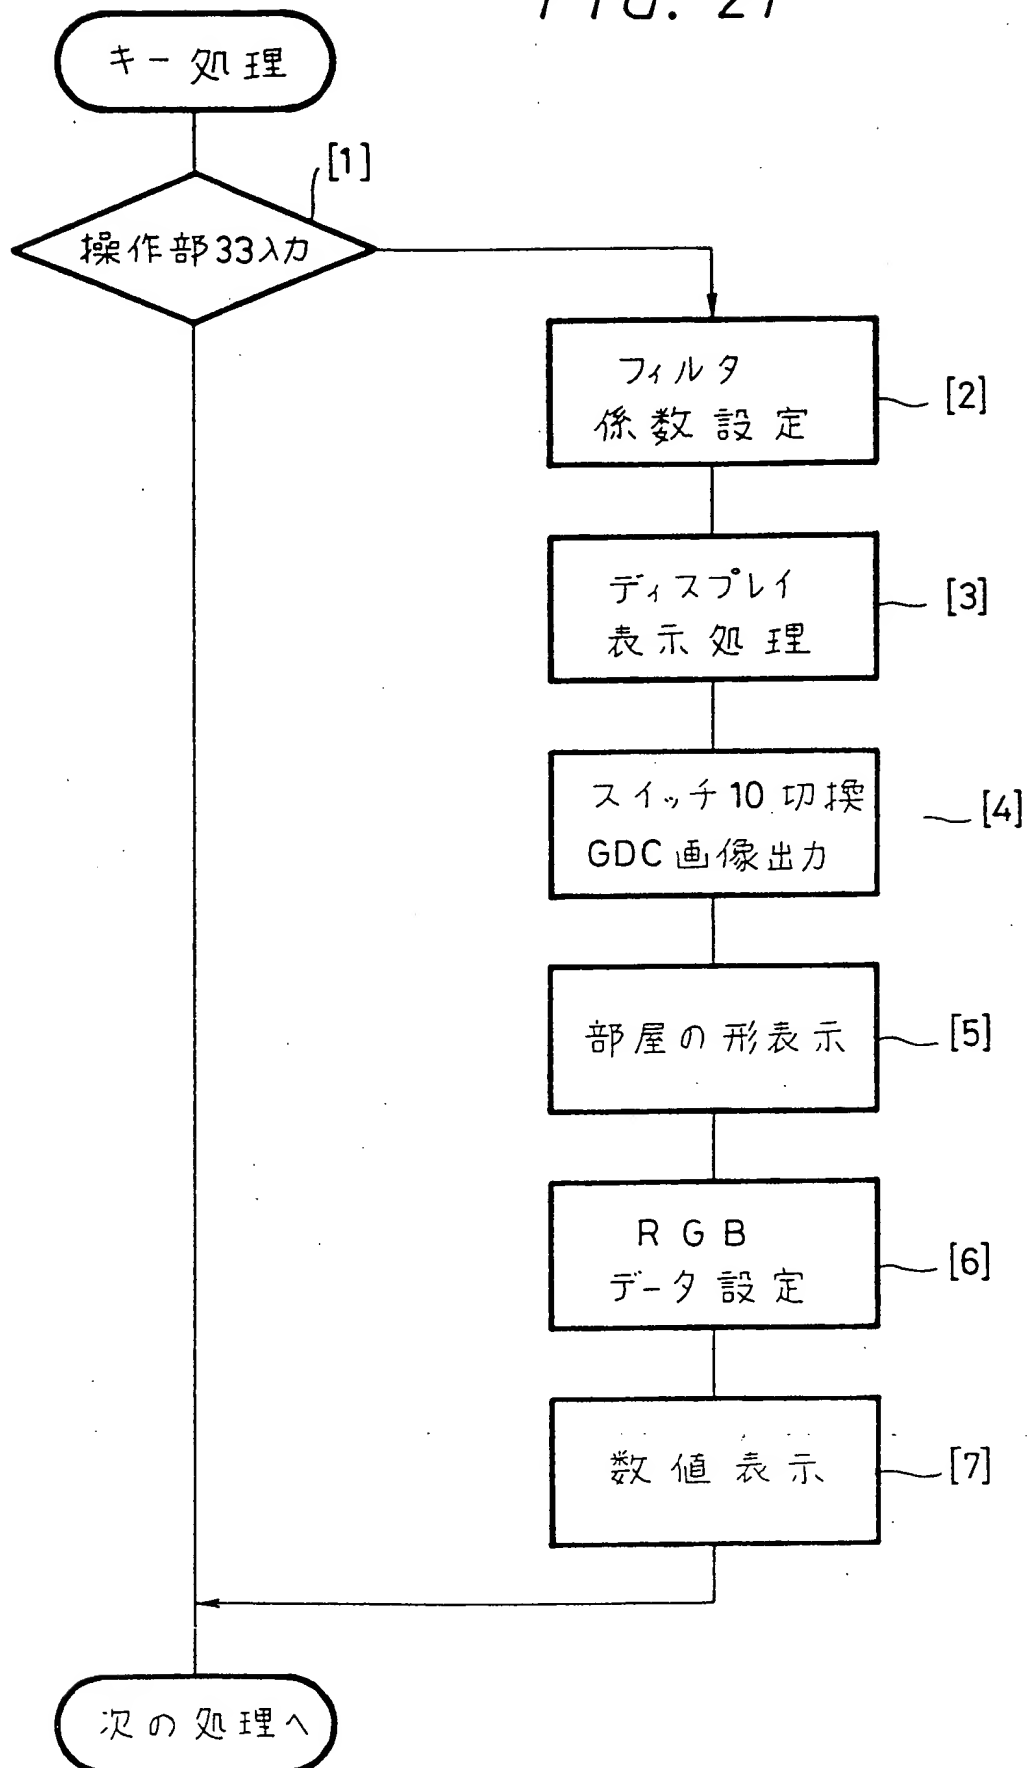 FIG. 21
キー処理
[1]
操作部33入力
フィルタ
係数設定
[2]
ディスプレイ
表示処理
[3]
スイッチ10切換
GDC画像出力
[4]
部屋の形表示
[5]
RGB
データ設定
[6]
数値表示
[7]
次の処理へ